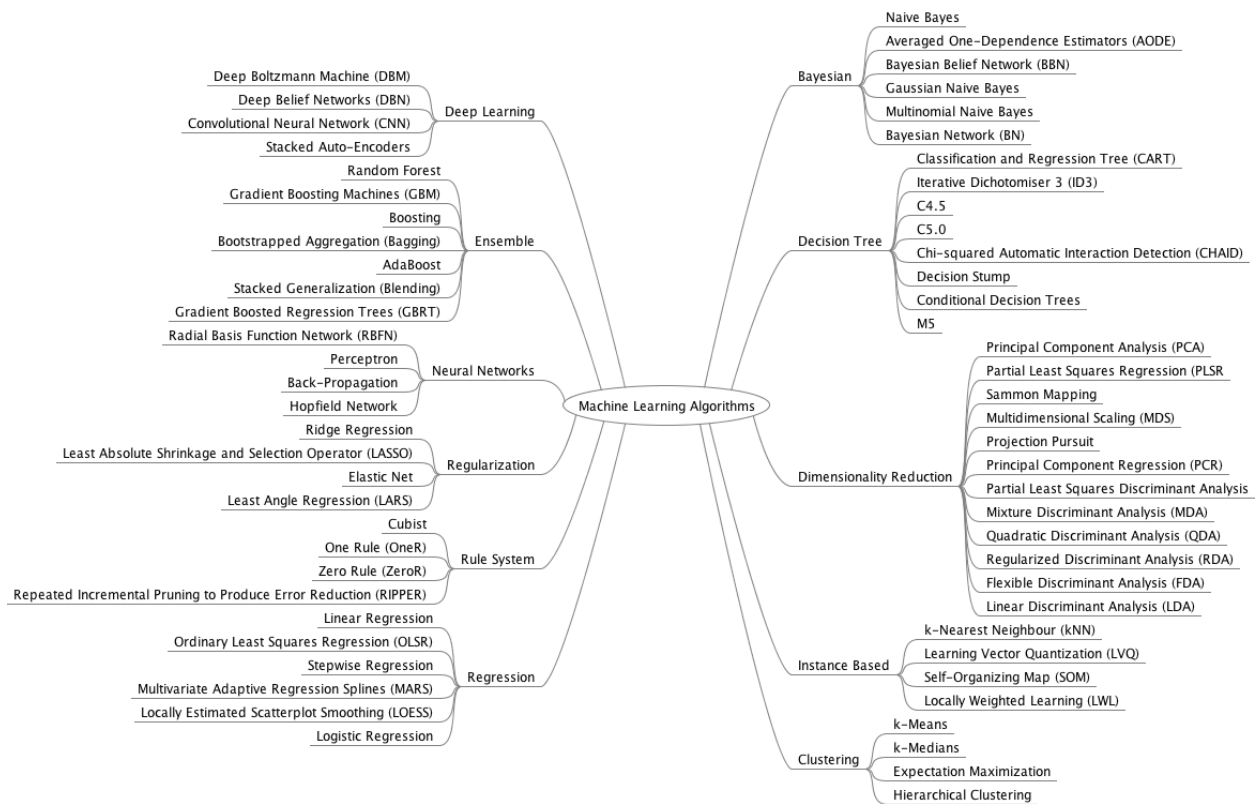 Machine Learning Algorithms
Deep Learning
Deep Boltzmann Machine (DBM)
Deep Belief Networks (DBN)
Convolutional Neural Network (CNN)
Stacked Auto-Encoders
Ensemble
Random Forest
Gradient Boosting Machines (GBM)
Boosting
Bootstrapped Aggregation (Bagging)
AdaBoost
Stacked Generalization (Blending)
Gradient Boosted Regression Trees (GBRT)
Neural Networks
Radial Basis Function Network (RBFN)
Perceptron
Back-Propagation
Hopfield Network
Regularization
Ridge Regression
Least Absolute Shrinkage and Selection Operator (LASSO)
Elastic Net
Least Angle Regression (LARS)
Rule System
Cubist
One Rule (OneR)
Zero Rule (ZeroR)
Repeated Incremental Pruning to Produce Error Reduction (RIPPER)
Regression
Linear Regression
Ordinary Least Squares Regression (OLSR)
Stepwise Regression
Multivariate Adaptive Regression Splines (MARS)
Locally Estimated Scatterplot Smoothing (LOESS)
Logistic Regression
Bayesian
Naive Bayes
Averaged One-Dependence Estimators (AODE)
Bayesian Belief Network (BBN)
Gaussian Naive Bayes
Multinomial Naive Bayes
Bayesian Network (BN)
Decision Tree
Classification and Regression Tree (CART)
Iterative Dichotomiser 3 (ID3)
C4.5
C5.0
Chi-squared Automatic Interaction Detection (CHAID)
Decision Stump
Conditional Decision Trees
M5
Dimensionality Reduction
Principal Component Analysis (PCA)
Partial Least Squares Regression (PLSR
Sammon Mapping
Multidimensional Scaling (MDS)
Projection Pursuit
Principal Component Regression (PCR)
Partial Least Squares Discriminant Analysis
Mixture Discriminant Analysis (MDA)
Quadratic Discriminant Analysis (QDA)
Regularized Discriminant Analysis (RDA)
Flexible Discriminant Analysis (FDA)
Linear Discriminant Analysis (LDA)
Instance Based
k-Nearest Neighbour (kNN)
Learning Vector Quantization (LVQ)
Self-Organizing Map (SOM)
Locally Weighted Learning (LWL)
Clustering
k-Means
k-Medians
Expectation Maximization
Hierarchical Clustering